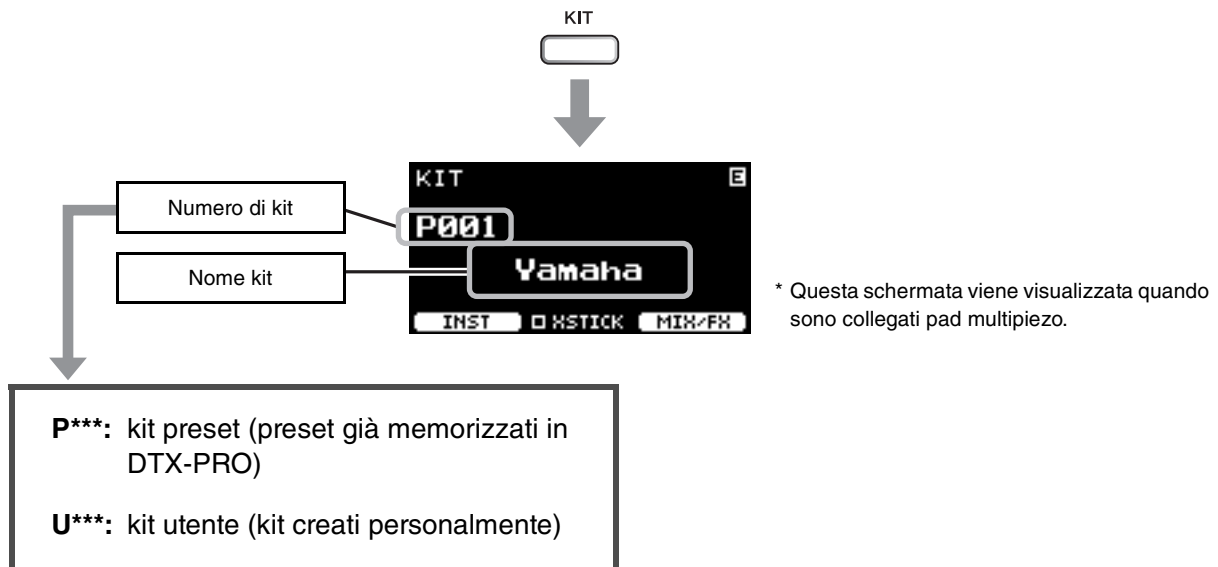 KIT
KIT E
Numero di kit
P001
Nome kit
Yamaha
INST XSTICK MIX/FX
* Questa schermata viene visualizzata quando
sono collegati pad multipiezo.
P***: kit preset (preset già memorizzati in
DTX-PRO)
U***: kit utente (kit creati personalmente)